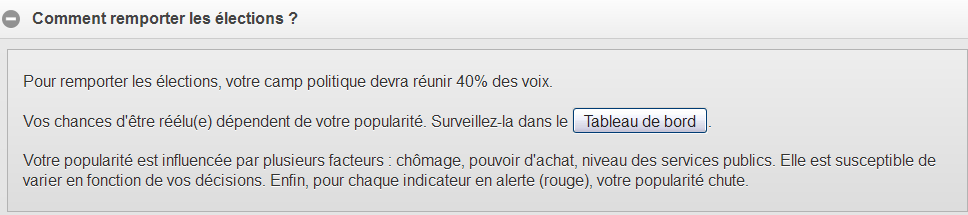 Comment remporter les élections ?
Pour remporter les élections, votre camp politique devra réunir 40% des voix.
Vos chances d'être réélu(e) dépendent de votre popularité. Surveillez-la dans le Tableau de bord.
Votre popularité est influencée par plusieurs facteurs : chômage, pouvoir d'achat, niveau des services publics. Elle est susceptible de
varier en fonction de vos décisions. Enfin, pour chaque indicateur en alerte (rouge), votre popularité chute.